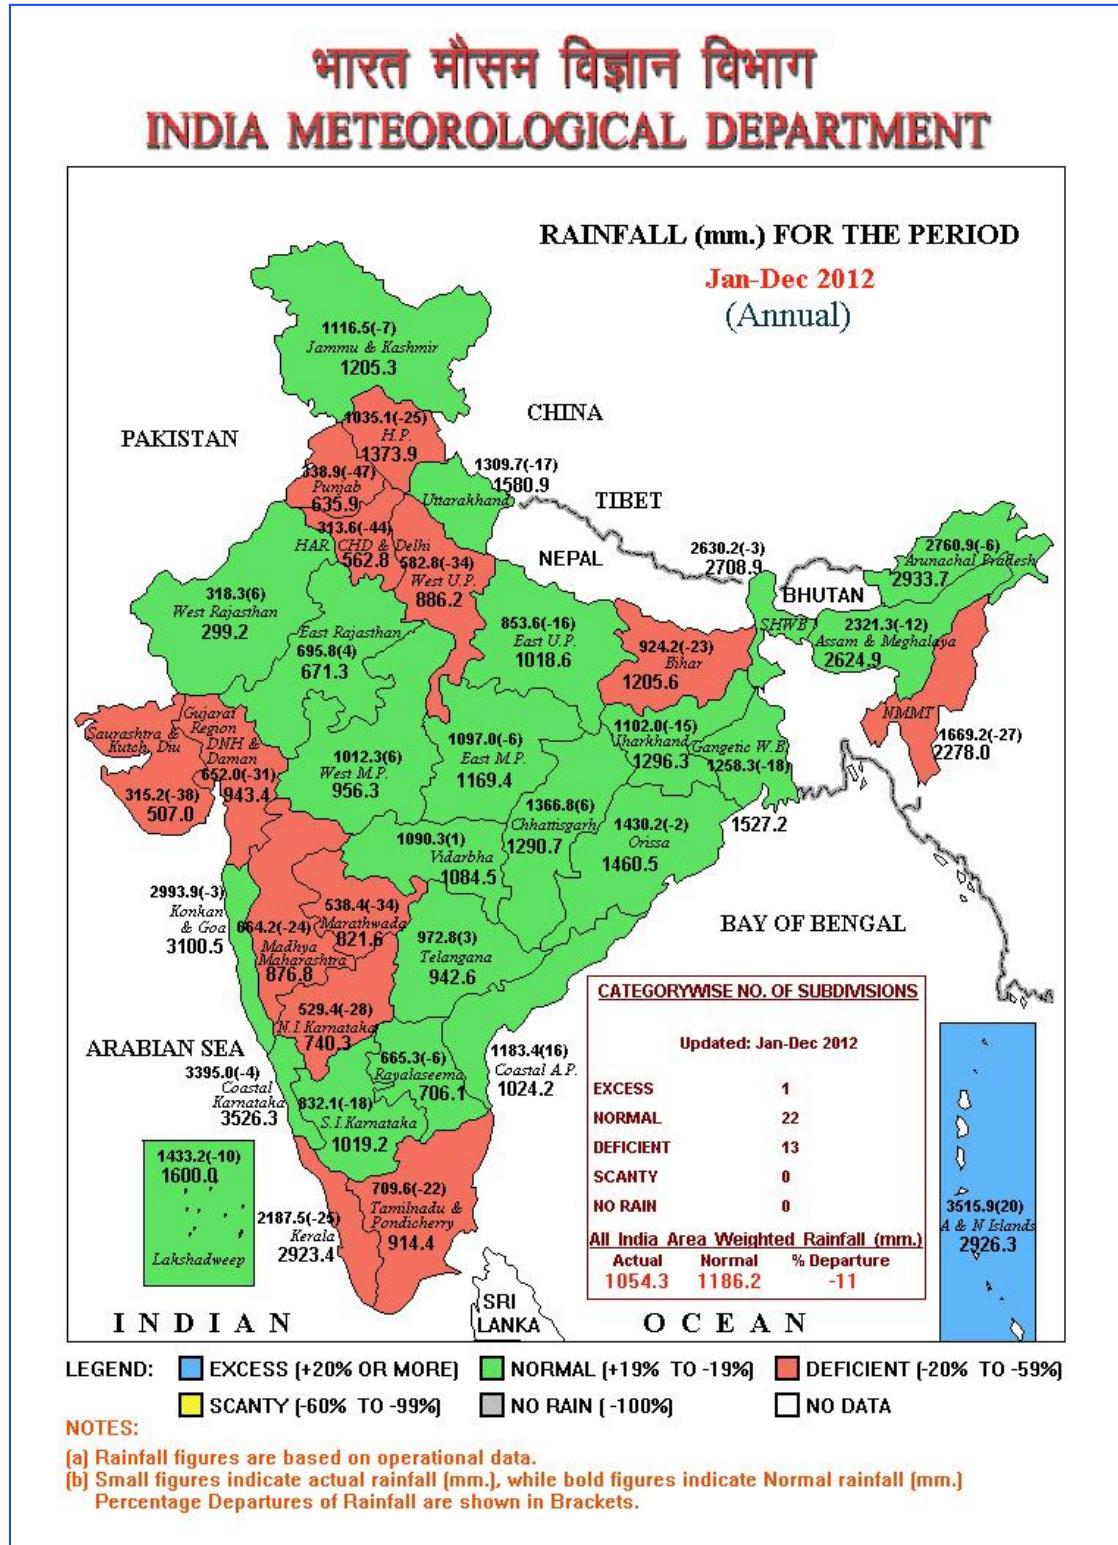 भारत मौसम विज्ञान विभाग
INDIA METEOROLOGICAL DEPARTMENT
RAINFALL (mm.) FOR THE PERIOD
Jan-Dec 2012
(Annual)
1116.5(-7)
Jammu & Kashmir
1205.3
CHINA
1035.1(-25)
H.P.
1373.9
PAKISTAN
338.9(-47)
Punjab
635.9
1309.7(-17)
1580.9
Uttarakhand
TIBET
313.6(-44)
HAR. CHD & Delhi
562.8
582.8(-34)
West U.P.
886.2
NEPAL
2630.2(-3)
2708.9
2760.9(-6)
Arunachal Pradesh
2933.7
BHUTAN
318.3(6)
West Rajasthan
299.2
East Rajasthan
695.8(4)
671.3
853.6(-16)
East U.P.
1018.6
924.2(-23)
Bihar
1205.6
SHWB
2321.3(-12)
Assam & Meghalaya
2624.9
Saurashtra &
Kutch, Diu
Gujarat
Region
DNH &
Daman
652.0(-31)
943.4
315.2(-38)
507.0
1012.3(6)
West M.P.
956.3
1097.0(-6)
East M.P.
1169.4
1102.0(-15)
Jharkhand
1296.3
Gangetic W.B.
1258.3(-18)
1527.2
NMMT
1669.2(-27)
2278.0
1366.8(6)
Chhattisgarh
1290.7
1430.2(-2)
Orissa
1460.5
1090.3(1)
Vidarbha
1084.5
2993.9(-3)
Konkan
& Goa
3100.5
664.2(-24)
Madhya
Maharashtra
876.8
538.4(-34)
Marathwada
821.6
972.8(3)
Telangana
942.6
BAY OF BENGAL
529.4(-28)
N.I.Karnataka
740.3
ARABIAN SEA
3395.0(-4)
Coastal
Karnataka
3526.3
665.3(-6)
Rayalaseema
706.1
1183.4(16)
Coastal A.P.
1024.2
832.1(-18)
S.I.Karnataka
1019.2
1433.2(-10)
1600.0
Lakshadweep
2187.5(-25)
Kerala
2923.4
709.6(-22)
Tamilnadu &
Pondicherry
914.4
CATEGORYWISE NO. OF SUBDIVISIONS
Updated: Jan-Dec 2012
EXCESS 1
NORMAL 22
DEFICIENT 13
SCANTY 0
NO RAIN 0
All India Area Weighted Rainfall (mm.)
Actual Normal % Departure
1054.3 1186.2 -11
3515.9(20)
A & N Islands
2926.3
SRI
LANKA
INDIAN OCEAN
LEGEND: EXCESS (+20% OR MORE) NORMAL (+19% TO -19%) DEFICIENT (-20% TO -59%)
SCANTY (-60% TO -99%) NO RAIN ( -100%) NO DATA
NOTES:
(a) Rainfall figures are based on operational data.
(b) Small figures indicate actual rainfall (mm.), while bold figures indicate Normal rainfall (mm.)
Percentage Departures of Rainfall are shown in Brackets.